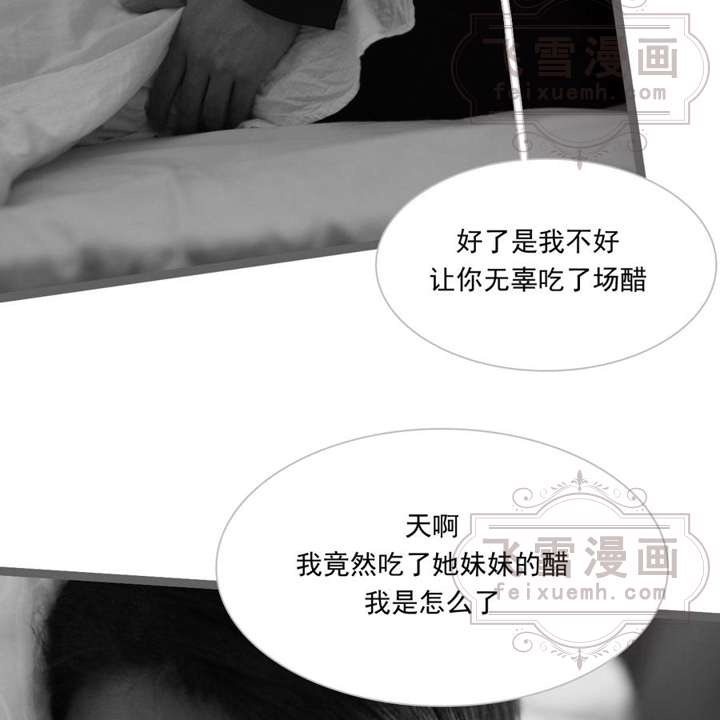 飞雪漫画
feixuemh.com
好了是我不好
让你无辜吃了场醋
天啊
我竟然吃了她妹妹的醋
我是怎么了
飞雪漫画
feixuemh.com